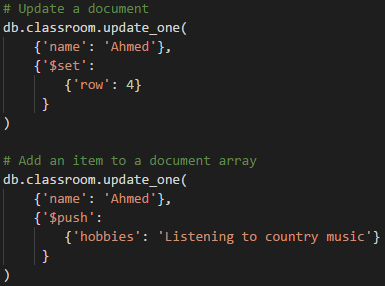 # Update a document
db.classroom.update_one(
    {'name': 'Ahmed'},
    {'$set':
        {'row': 4}
     }
)

# Add an item to a document array
db.classroom.update_one(
    {'name': 'Ahmed'},
    {'$push':
        {'hobbies': 'Listening to country music'}
     }
)